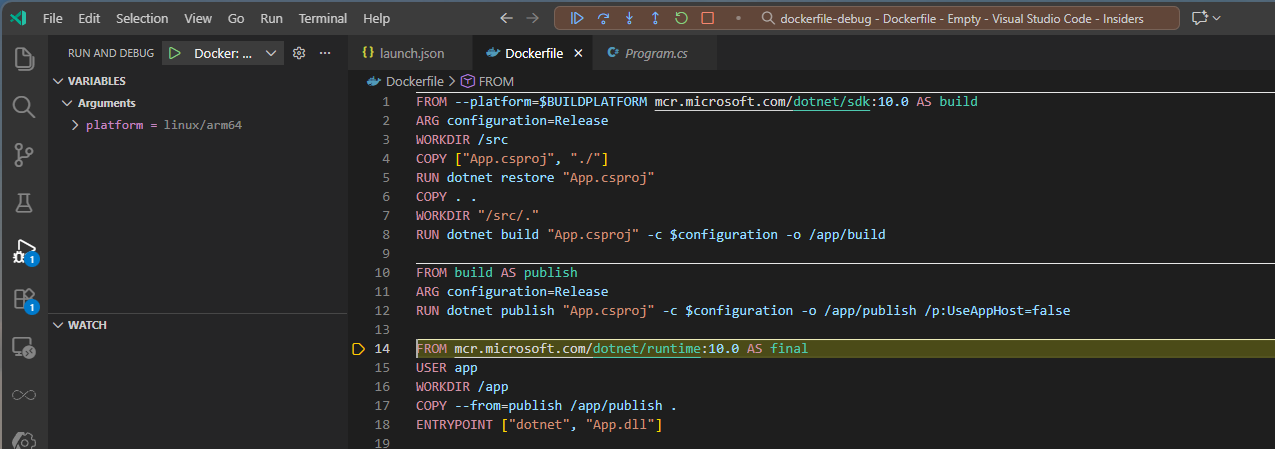 File Edit Selection View Go Run Terminal Help
dockerfile-debug - Dockerfile - Empty - Visual Studio Code - Insiders
RUN AND DEBUG Docker: ...
VARIABLES
Arguments
platform = linux/arm64
WATCH
1
1
launch.json Dockerfile Program.cs
Dockerfile > FROM
1 FROM --platform=$BUILDPLATFORM mcr.microsoft.com/dotnet/sdk:10.0 AS build
2 ARG configuration=Release
3 WORKDIR /src
4 COPY ["App.csproj", "./"]
5 RUN dotnet restore "App.csproj"
6 COPY . .
7 WORKDIR "/src/."
8 RUN dotnet build "App.csproj" -c $configuration -o /app/build
9
10 FROM build AS publish
11 ARG configuration=Release
12 RUN dotnet publish "App.csproj" -c $configuration -o /app/publish /p:UseAppHost=false
13
14 FROM mcr.microsoft.com/dotnet/runtime:10.0 AS final
15 USER app
16 WORKDIR /app
17 COPY --from=publish /app/publish .
18 ENTRYPOINT ["dotnet", "App.dll"]
19